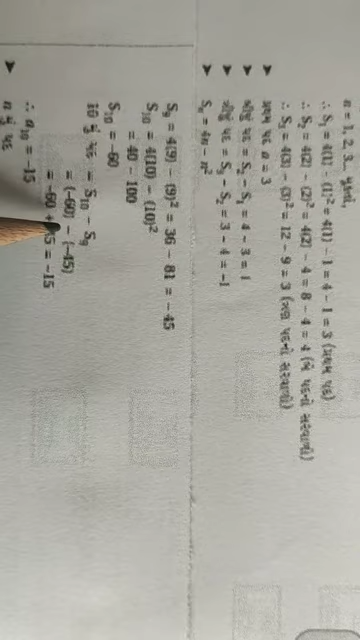 n = 1, 2, 3... મૂકતાં,
∴ S₁ = 4(1) - (1)² = 4(1) - 1 = 4 - 1 = 3 (પ્રથમ પદ)
∴ S₂ = 4(2) - (2)² = 4(2) - 4 = 8 - 4 = 4 (બે પદનો સરવાળો)
∴ S₃ = 4(3) - (3)² = 12 - 9 = 3 (ત્રણ પદનો સરવાળો)
➤ પ્રથમ પદ a = 3
➤ બીજું પદ = S₂ - S₁ = 4 - 3 = 1
➤ ત્રીજું પદ = S₃ - S₂ = 3 - 4 = -1
➤ Sₙ = 4n - n²
S₉ = 4(9) - (9)² = 36 - 81 = -45
S₁₀ = 4(10) - (10)²
= 40 - 100
S₁₀ = -60
10 મું પદ = S₁₀ - S₉
= (-60) - (-45)
= -60 + 45 = -15
∴ a₁₀ = -15
➤ n મું પદ